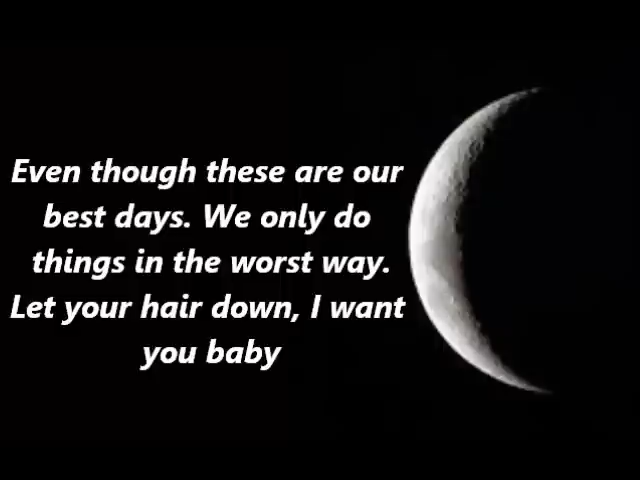 Even though these are our
best days. We only do
things in the worst way.
Let your hair down, I want
you baby